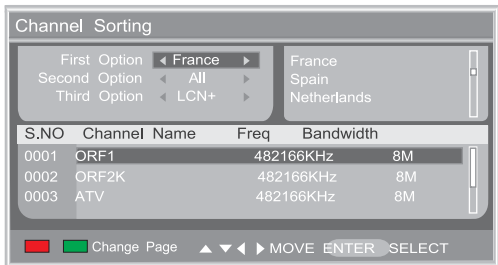 Channel Sorting
First Option France
Second Option All
Third Option LCN+
France
Spain
Netherlands
S.NO Channel Name Freq Bandwidth
0001 ORF1 482166KHz 8M
0002 ORF2K 482166KHz 8M
0003 ATV 482166KHz 8M
Change Page MOVE ENTER SELECT